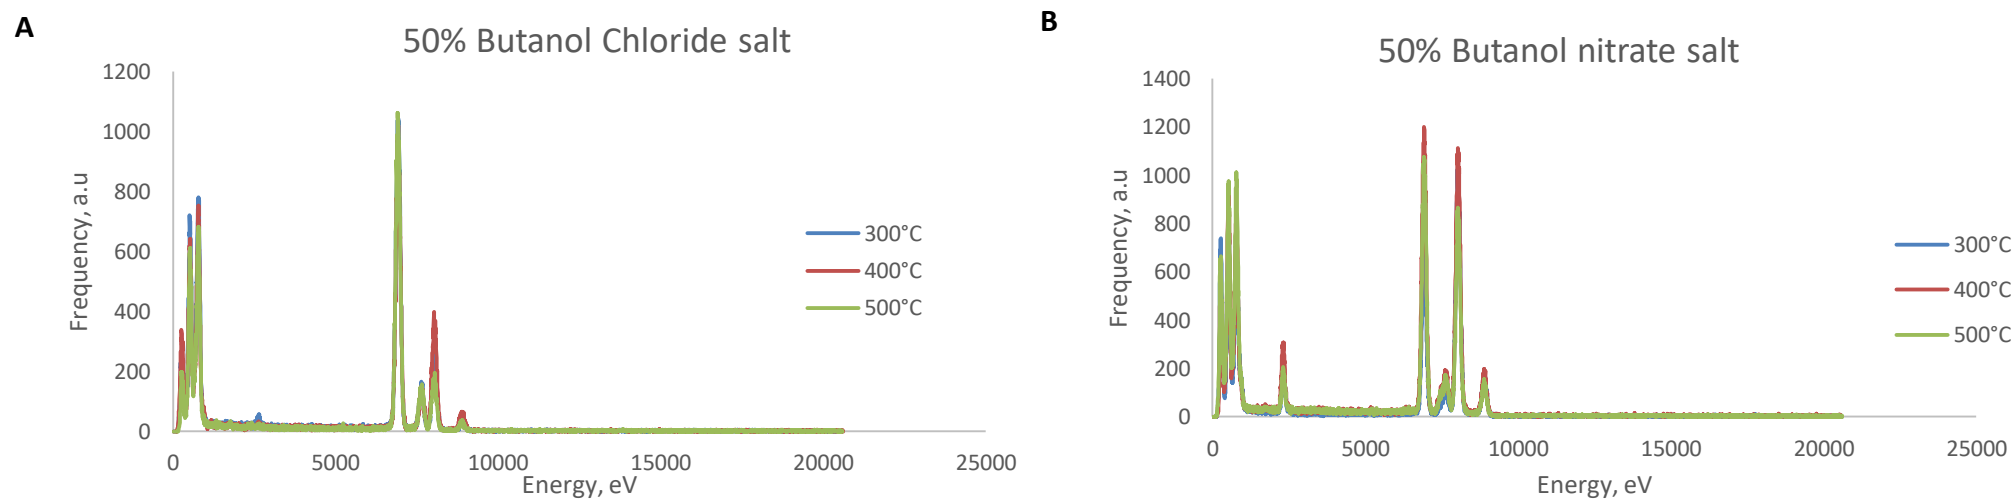 A
50% Butanol Chloride salt
1200
1000
800
600
400
200
0
Frequency, a.u
0 5000 10000 15000 20000 25000
Energy, eV
300°C
400°C
500°C
B
50% Butanol nitrate salt
1400
1200
1000
800
600
400
200
0
Frequency, a.u
0 5000 10000 15000 20000 25000
Energy, eV
300°C
400°C
500°C